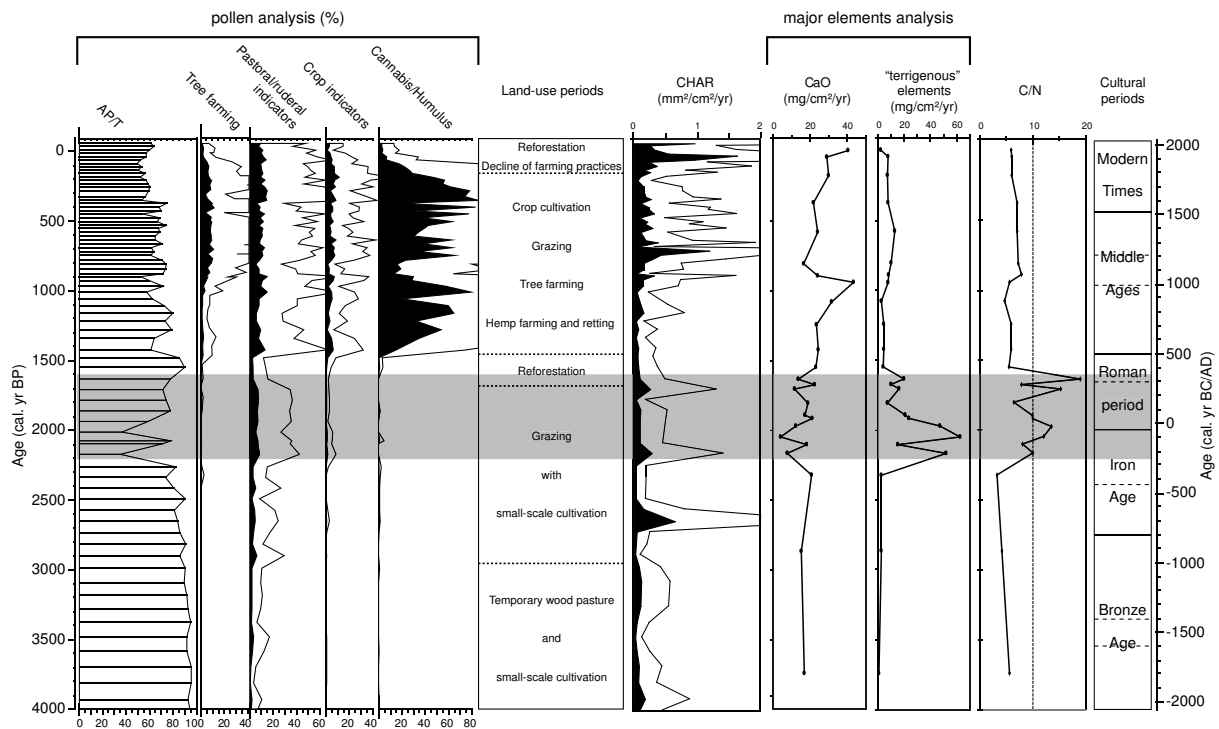 pollen analysis (%)
major elements analysis
AP/T
Tree farming
Pastoral/ruderal
indicators
Crop indicators
Cannabis/Humulus
Land-use periods
CHAR
(mm²/cm²/yr)
CaO
(mg/cm²/yr)
“terrigenous”
elements
(mg/cm²/yr)
C/N
Cultural
periods
0 1 2
0 20 40
0 20 40 60
0 10 20
Age (cal. yr BP)
0
500
1000
1500
2000
2500
3000
3500
4000
Reforestation
Decline of farming practices
Crop cultivation
Grazing
Tree farming
Hemp farming and retting
Reforestation
Grazing
with
small-scale cultivation
Temporary wood pasture
and
small-scale cultivation
Modern
Times
Middle
Ages
Roman
period
Iron
Age
Bronze
Age
2000
1500
1000
500
0
-500
-1000
-1500
-2000
Age (cal. yr BC/AD)
0 20 40 60 80 100
0 20 40
0 20 40 60
0 20 40
0 20 40 60 80